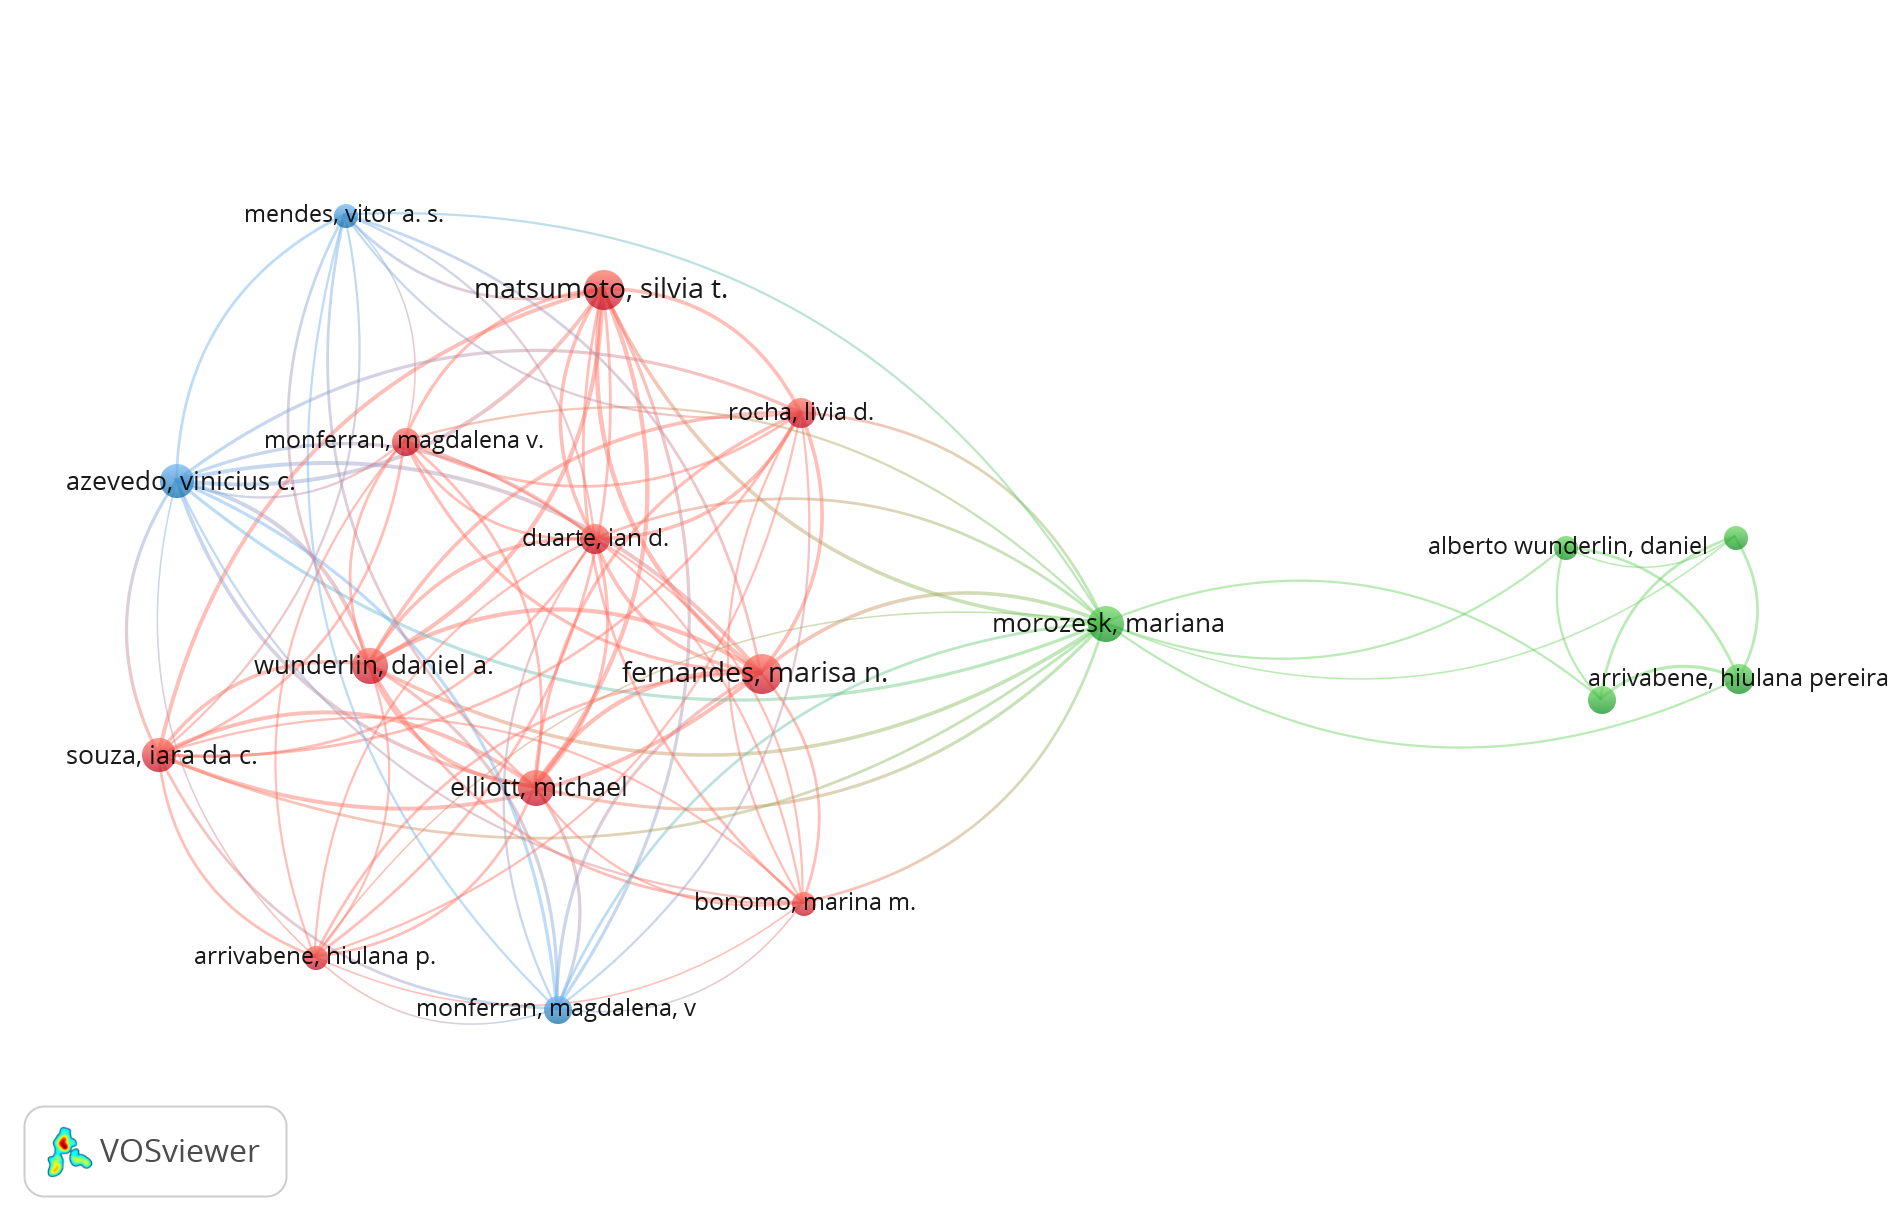 mendes, vitor a. s.
matsumoto, silvia t.
rocha, livia d.
monferran, magdalena v.
azevedo, vinicius c.
duarte, ian d.
alberto wunderlin, daniel
morozesk, mariana
wunderlin, daniel a.
fernandes, marisa n.
arrivabene, hiulana pereira
souza, iara da c.
elliott, michael
bonomo, marina m.
arrivabene, hiulana p.
monferran, magdalena, v
VOSviewer